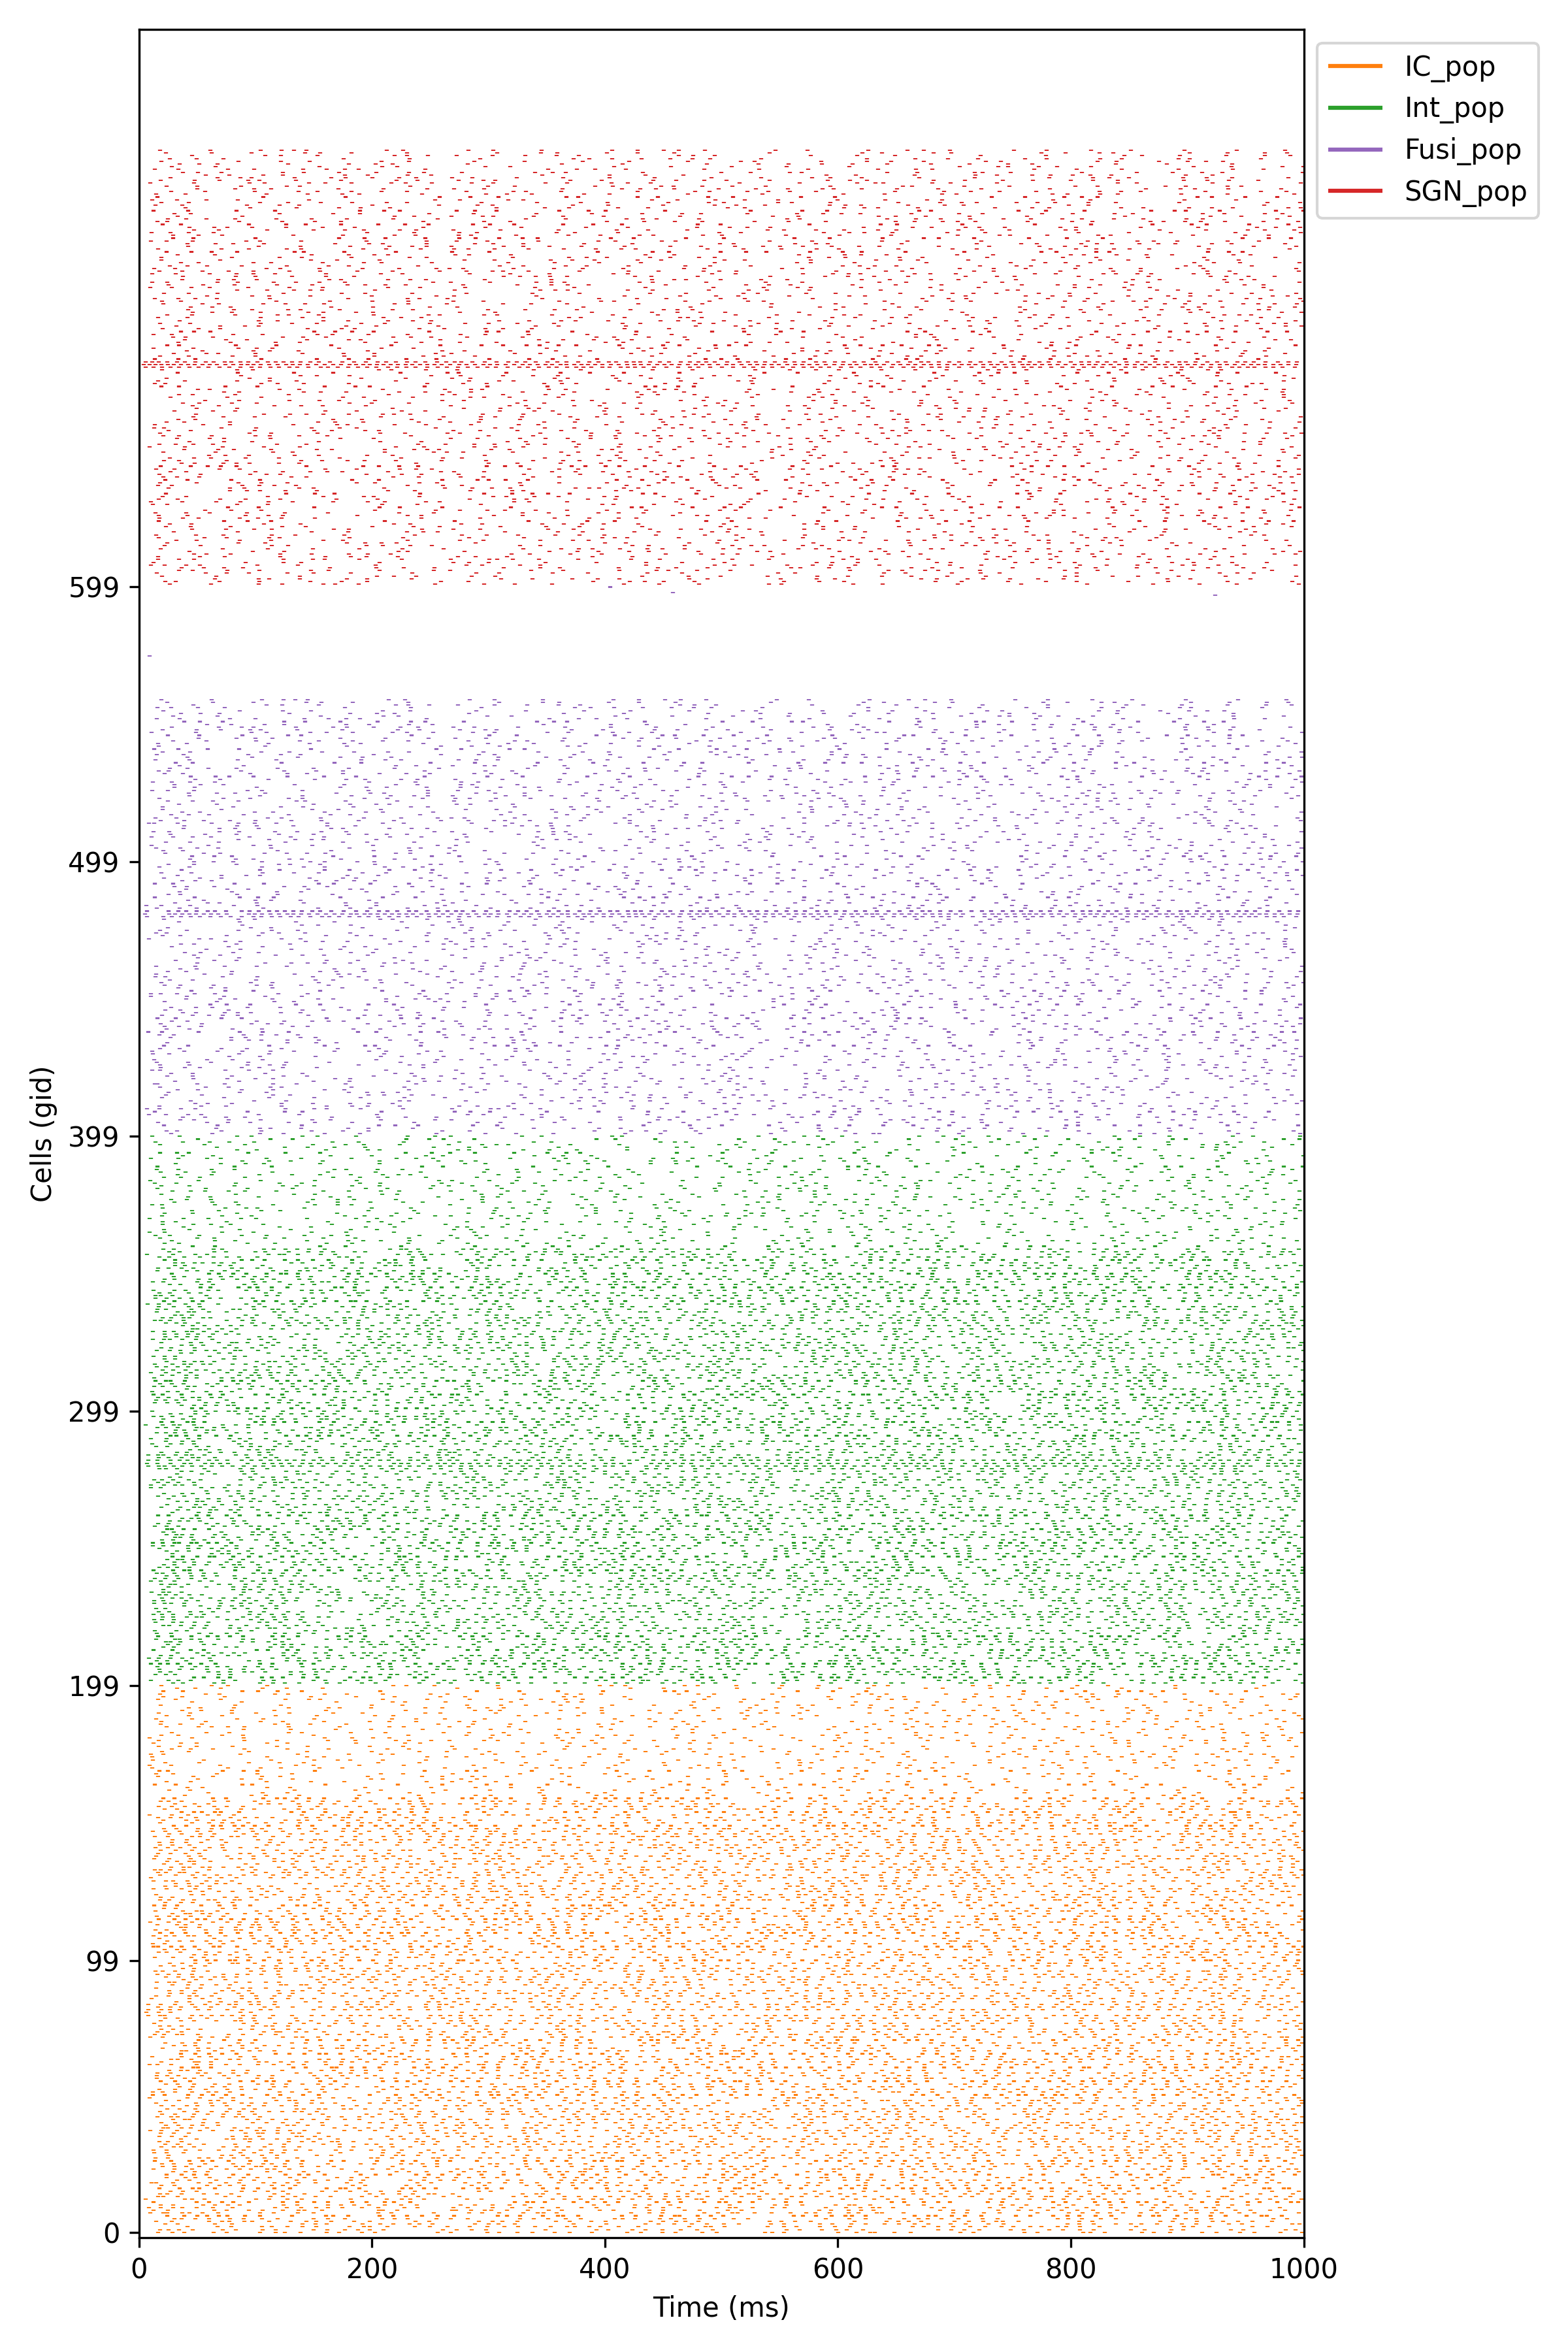 IC_pop
Int_pop
Fusi_pop
SGN_pop
599
499
399
299
199
99
0
Cells (gid)
0 200 400 600 800 1000
Time (ms)